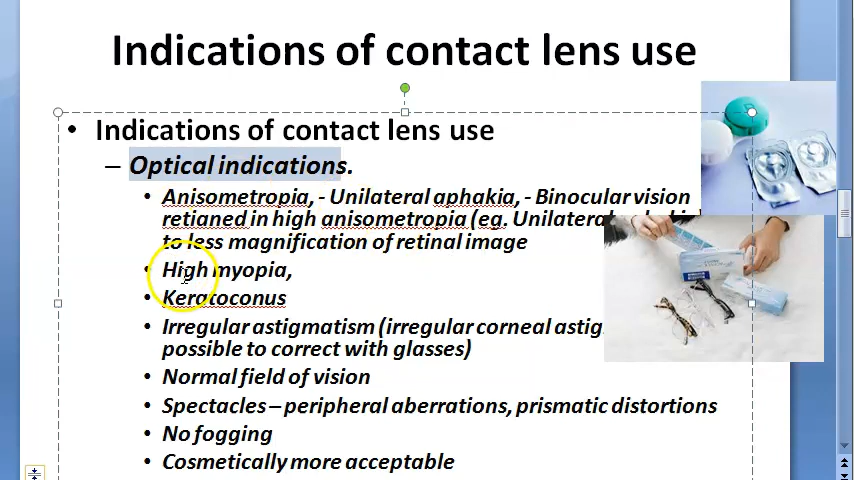 Indications of contact lens use
• Indications of contact lens use
– Optical indications.
• Anisometropia, - Unilateral aphakia, - Binocular vision
retianed in high anisometropia (eg. Unilateral
to less magnification of retinal image
• High myopia,
• Keratoconus
• Irregular astigmatism (irregular corneal
possible to correct with glasses)
• Normal field of vision
• Spectacles – peripheral aberrations, prismatic distortions
• No fogging
• Cosmetically more acceptable